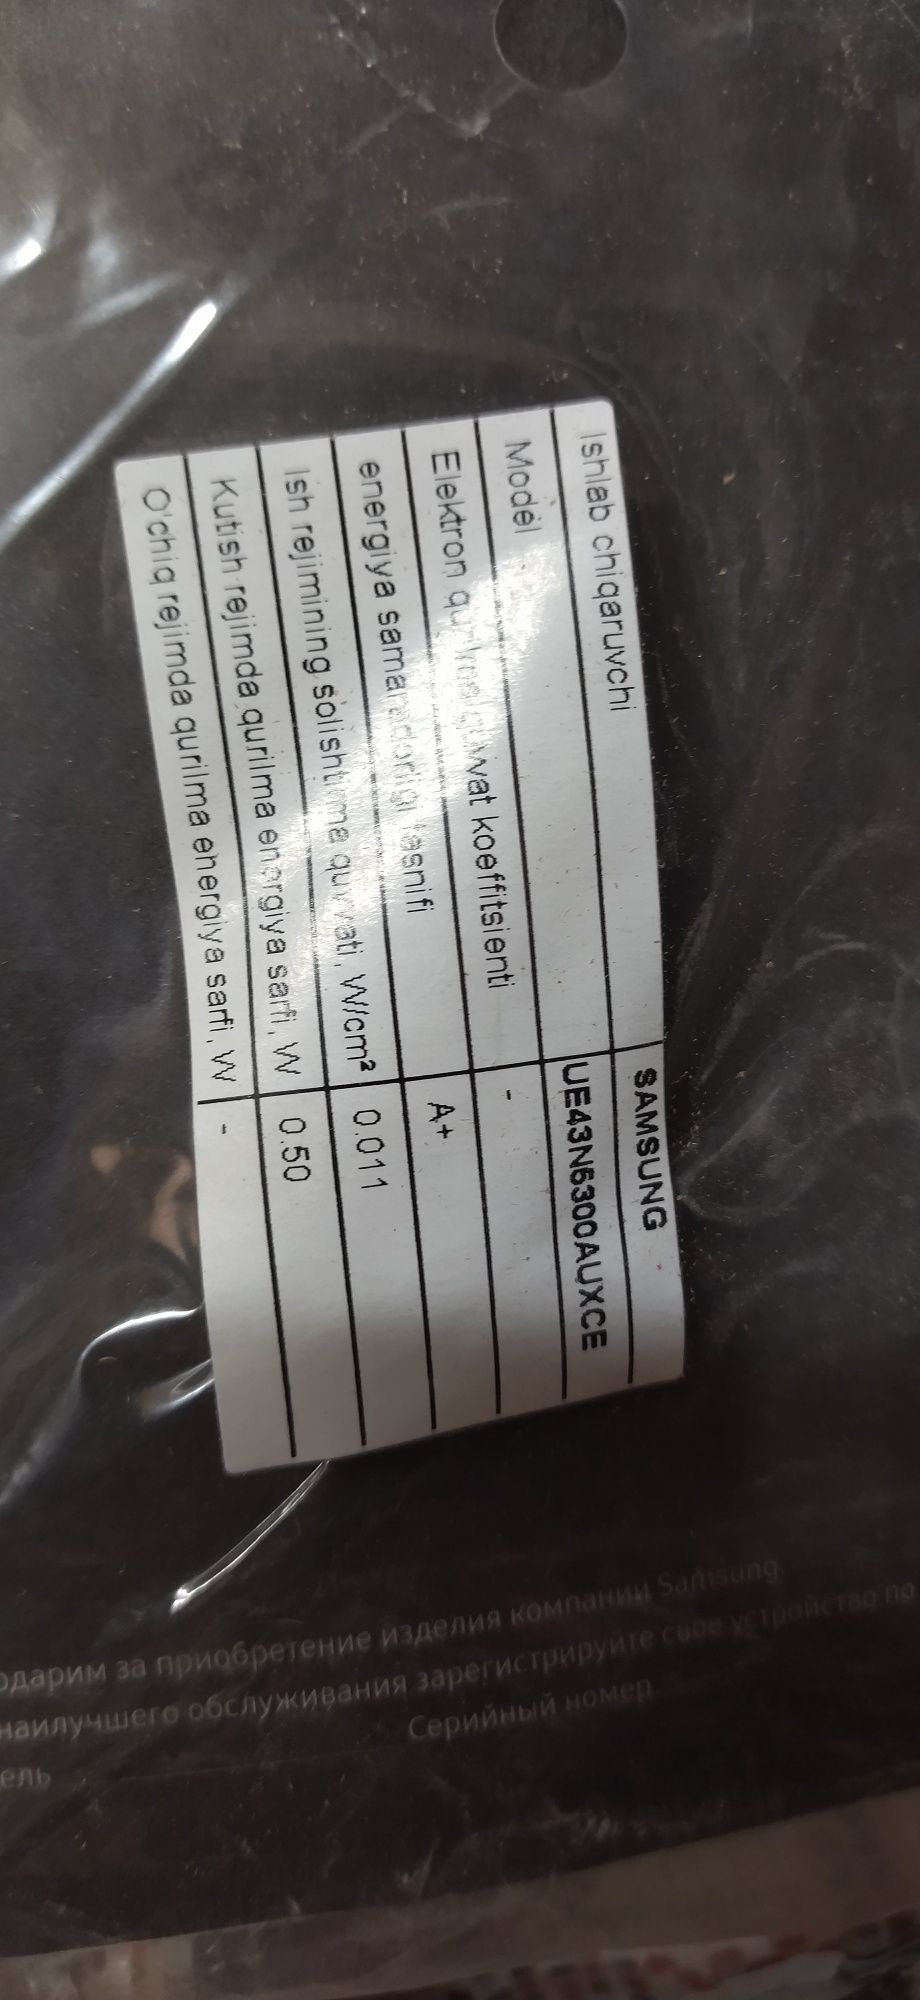 Ishlab chiqaruvchi SAMSUNG
Model UE43N5300AUXCE
Elektron qurilma quvvat koeffitsienti -
energiya samaradorligi tasnifi A+
Ish rejimining solishtirma quvvati, W/cm² 0.011
Kutish rejimda qurilma energiya sarfi, W 0.50
O'chiq rejimda qurilma energiya sarfi, W -
за приобретение изделия компании Samsung.
наилучшего обслуживания зарегистрируйте свое устройство по
Серийный номер